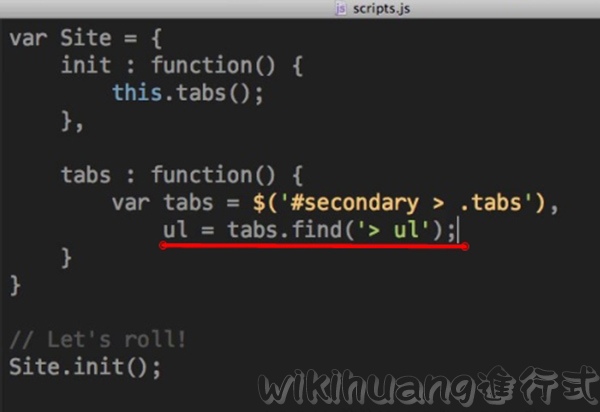 scripts.js
var Site = {
    init : function() {
        this.tabs();
    },
    tabs : function() {
        var tabs = $('#secondary > .tabs'),
            ul = tabs.find('> ul');
    }
}
// Let's roll!
Site.init();
wikihuang進行式